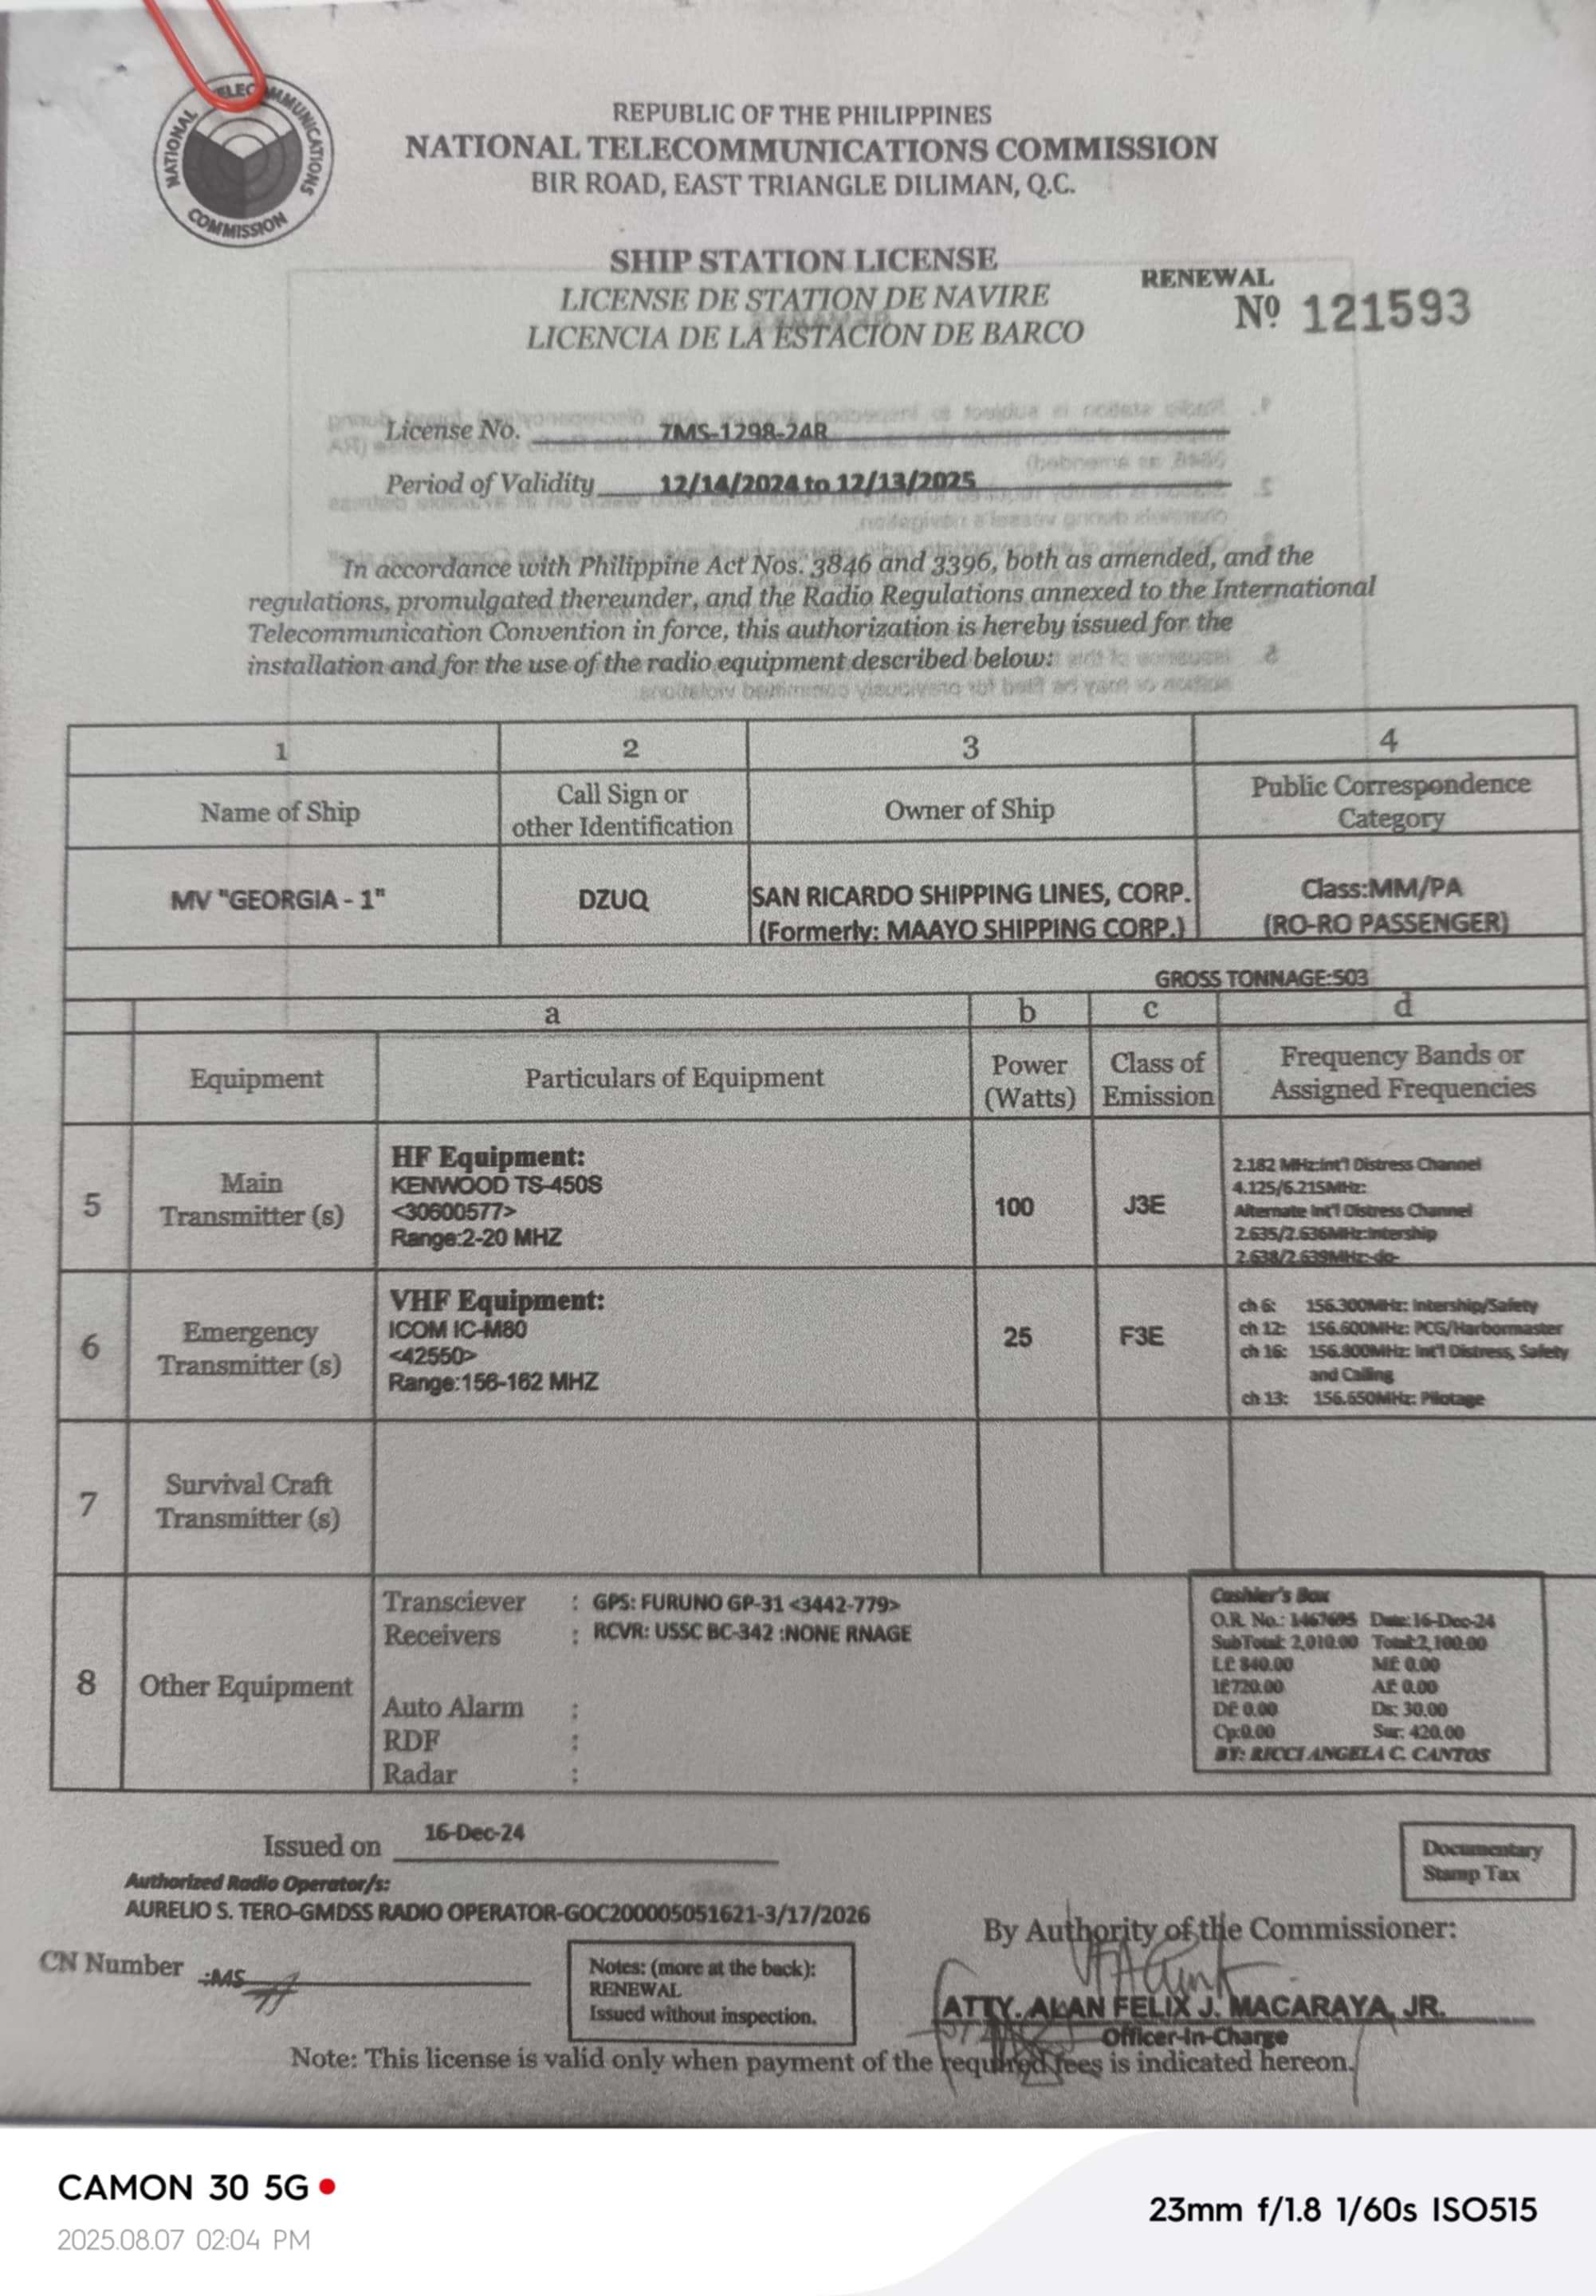 NATIONAL TELECOMMUNICATIONS COMMISSION
REPUBLIC OF THE PHILIPPINES
NATIONAL TELECOMMUNICATIONS COMMISSION
BIR ROAD, EAST TRIANGLE DILIMAN, Q.C.
SHIP STATION LICENSE
LICENSE DE STATION DE NAVIRE
LICENCIA DE LA ESTACION DE BARCO
RENEWAL
Nº 121593
License No. 7MS-1298-24R
Period of Validity 12/14/2024 to 12/13/2025
In accordance with Philippine Act Nos. 3846 and 3396, both as amended, and the
regulations, promulgated thereunder, and the Radio Regulations annexed to the International
Telecommunication Convention in force, this authorization is hereby issued for the
installation and for the use of the radio equipment described below:
1 2 3 4
Name of Ship
Call Sign or
other Identification
Owner of Ship
Public Correspondence
Category
MV "GEORGIA - 1"
DZUQ
SAN RICARDO SHIPPING LINES, CORP.
(Formerly: MAAYO SHIPPING CORP.)
Class:MM/PA
(RO-RO PASSENGER)
GROSS TONNAGE:503
a b c d
Equipment
Particulars of Equipment
Power
(Watts)
Class of
Emission
Frequency Bands or
Assigned Frequencies
5
Main
Transmitter (s)
HF Equipment:
KENWOOD TS-450S
<30600577>
Range:2-20 MHZ
100
J3E
2.182 MHz:Int'l Distress Channel
4.125/6.215MHz:
Alternate Int'l Distress Channel
2.635/2.636MHz:Intership
2.638/2.639MHz:-do-
6
Emergency
Transmitter (s)
VHF Equipment:
ICOM IC-M80
<42550>
Range:156-162 MHZ
25
F3E
ch 6: 156.300MHz: Intership/Safety
ch 12: 156.600MHz: PCG/Harbormaster
ch 16: 156.800MHz: Int'l Distress, Safety
and Calling
ch 13: 156.650MHz: Pilotage
7
Survival Craft
Transmitter (s)
8
Other Equipment
Transciever : GPS: FURUNO GP-31 <3442-779>
Receivers : RCVR: USSC BC-342 :NONE RNAGE
Auto Alarm :
RDF :
Radar :
Cashier's Box
O.R. No.: 1467695 Date:16-Dec-24
SubTotal: 2,010.00 Total:2,100.00
LF: 840.00 MF: 0.00
IF:720.00 AF: 0.00
DF: 0.00 Ds: 30.00
Cp:0.00 Sur: 420.00
BY: RICCI ANGELA C. CANTOS
Issued on 16-Dec-24
Documentary
Stamp Tax
Authorized Radio Operator/s:
AURELIO S. TERO-GMDSS RADIO OPERATOR-GOC200005051621-3/17/2026
CN Number :MS
Notes: (more at the back):
RENEWAL
Issued without inspection.
By Authority of the Commissioner:
ATTY. ALAN FELIX J. MACARAYA, JR.
Officer-In-Charge
Note: This license is valid only when payment of the required fees is indicated hereon.
CAMON 30 5G
2025.08.07 02:04 PM
23mm f/1.8 1/60s ISO515